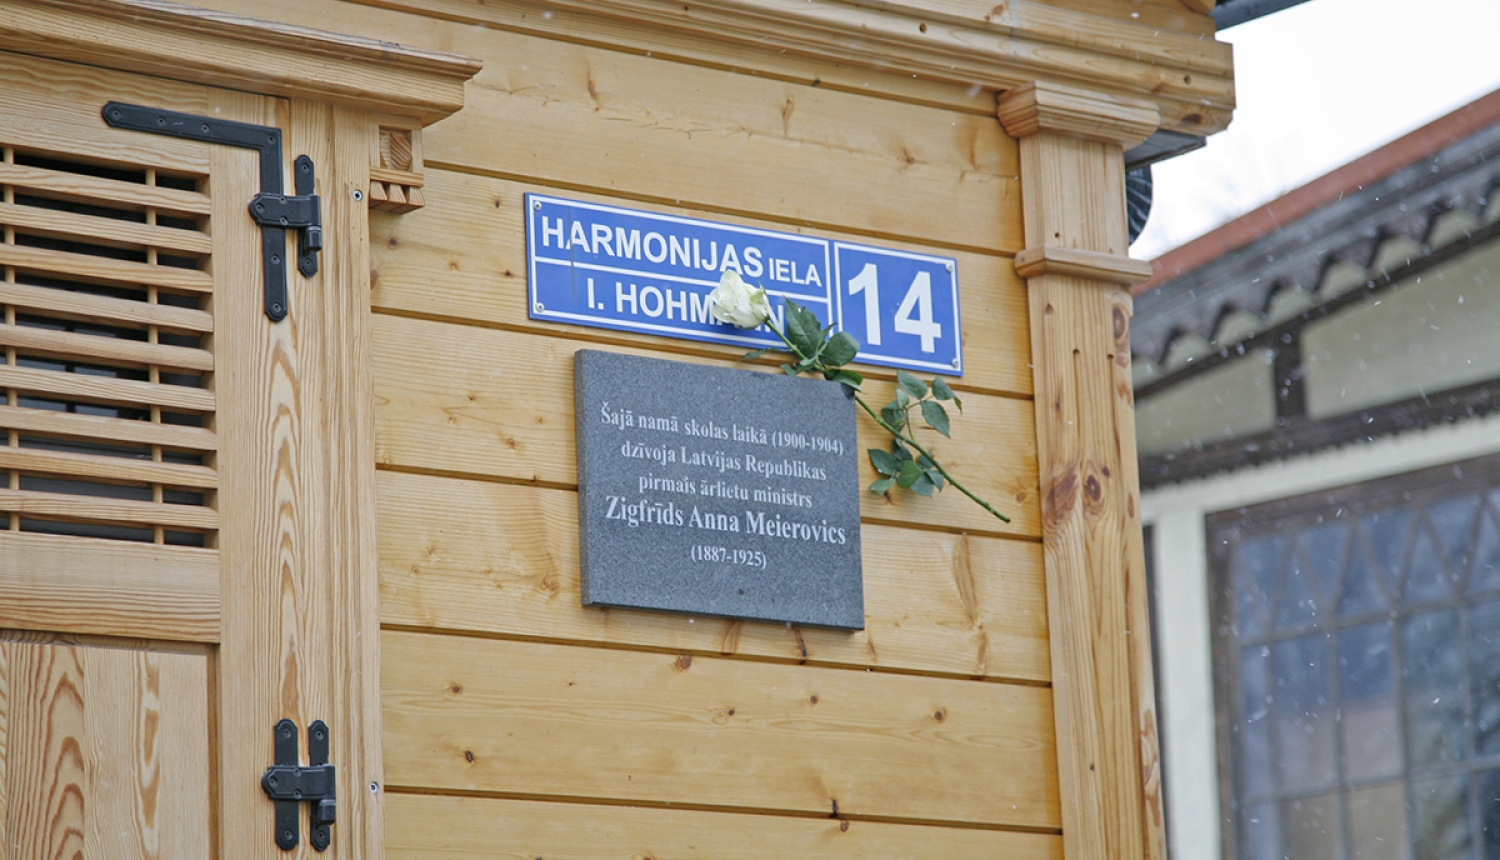 HARMONIJAS IELA
I.
14
Šajā namā skolas laikā (1900-1904)
dzīvoja Latvijas Republikas
pirmais ārlietu ministrs
Zigfrīds Anna Meierovics
(1887-1925)